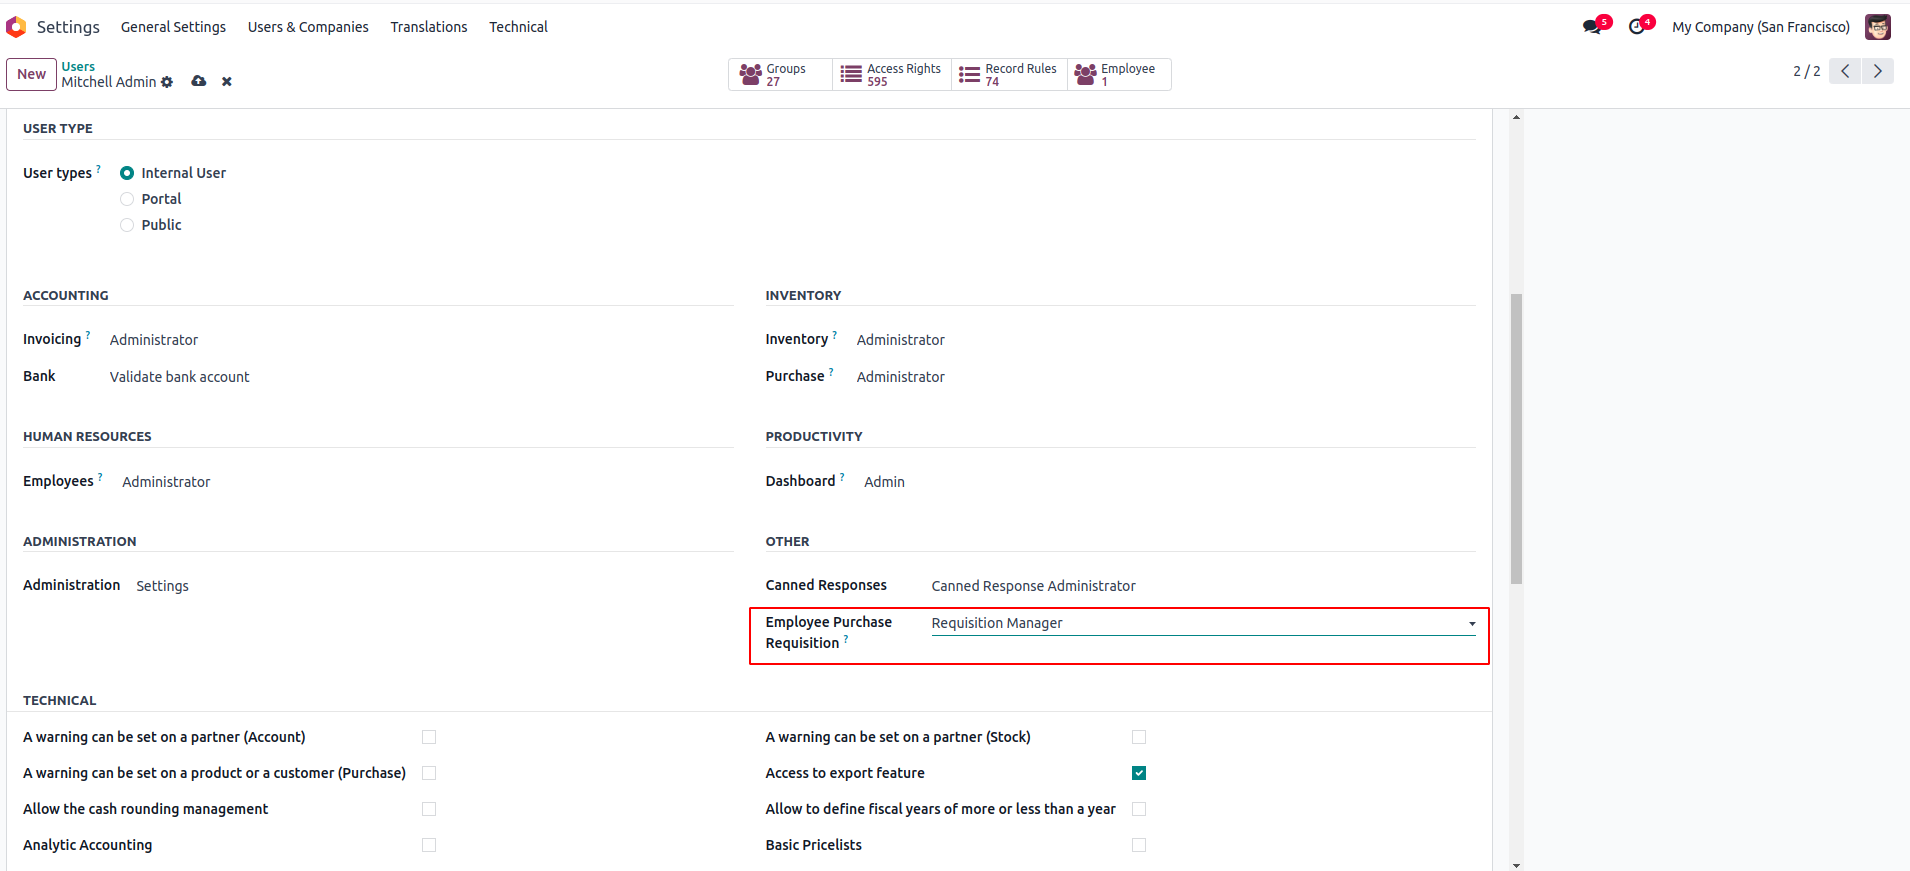 Settings General Settings Users & Companies Translations Technical 5 4 My Company (San Francisco)
New Users
Mitchell Admin
Groups 27 Access Rights 595 Record Rules 74 Employee 1
2 / 2
USER TYPE
User types ? Internal User
Portal
Public
ACCOUNTING INVENTORY
Invoicing ? Administrator Inventory ? Administrator
Bank Validate bank account Purchase ? Administrator
HUMAN RESOURCES PRODUCTIVITY
Employees ? Administrator Dashboard ? Admin
ADMINISTRATION OTHER
Administration Settings Canned Responses Canned Response Administrator
Employee Purchase Requisition Manager
Requisition ?
TECHNICAL
A warning can be set on a partner (Account) A warning can be set on a partner (Stock)
A warning can be set on a product or a customer (Purchase) Access to export feature
Allow the cash rounding management Allow to define fiscal years of more or less than a year
Analytic Accounting Basic Pricelists